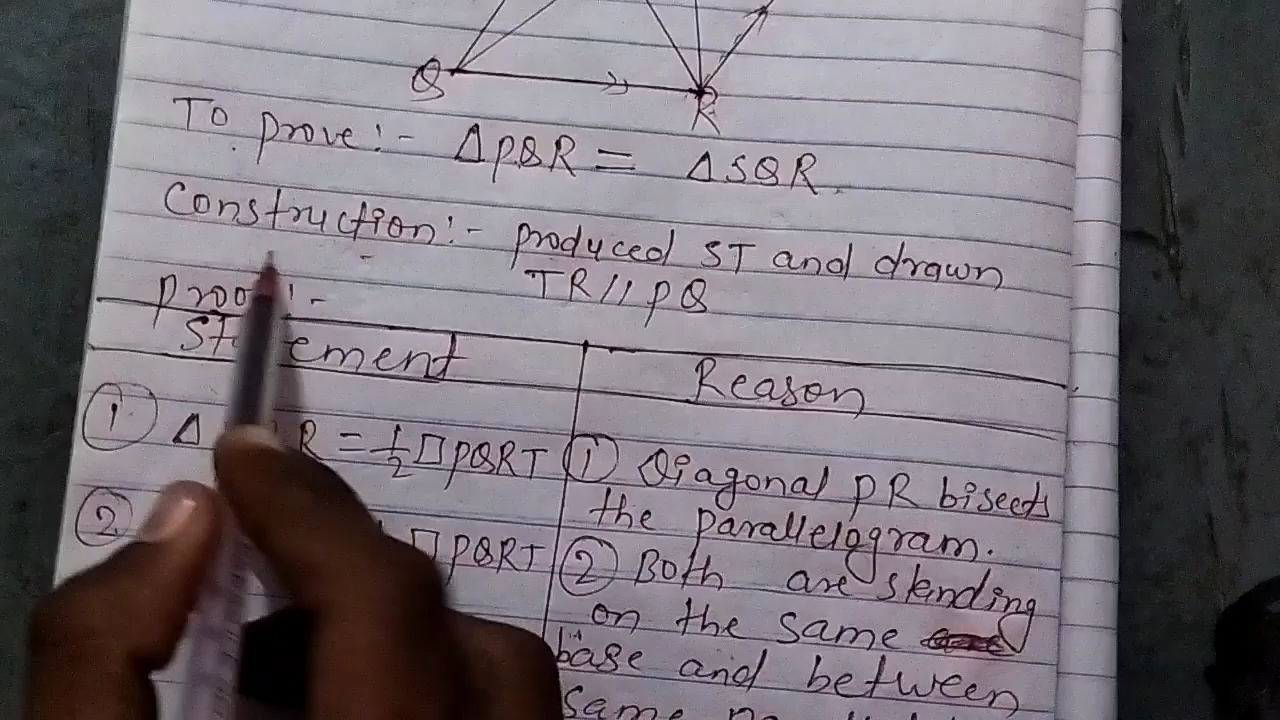 Q
R
To prove:- ΔPQR = ΔSQR.
Construction:- produced ST and drawn
TR//PQ
Statement
Reason
① Δ R = 1/2 ▱PQRT
① Diagonal PR bisects
the parallelogram.
② ▱PQRT
② Both are standing
on the same
base and between
same